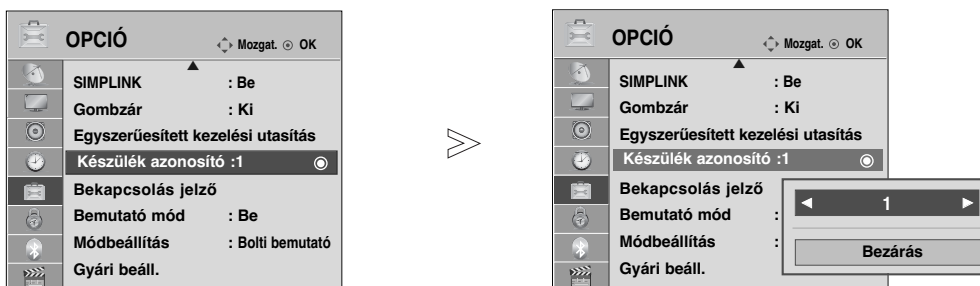 OPCIÓ Mozgat. OK
SIMPLINK : Be
Gombzár : Ki
Egyszerűesített kezelési utasítás
Készülék azonosító :1
Bekapcsolás jelző
Bemutató mód : Be
Módbeállítás : Bolti bemutató
Gyári beáll.
OPCIÓ Mozgat. OK
SIMPLINK : Be
Gombzár : Ki
Egyszerűesített kezelési utasítás
Készülék azonosító :1
Bekapcsolás jelző
Bemutató mód :
Módbeállítás :
Gyári beáll.
1
Bezárás